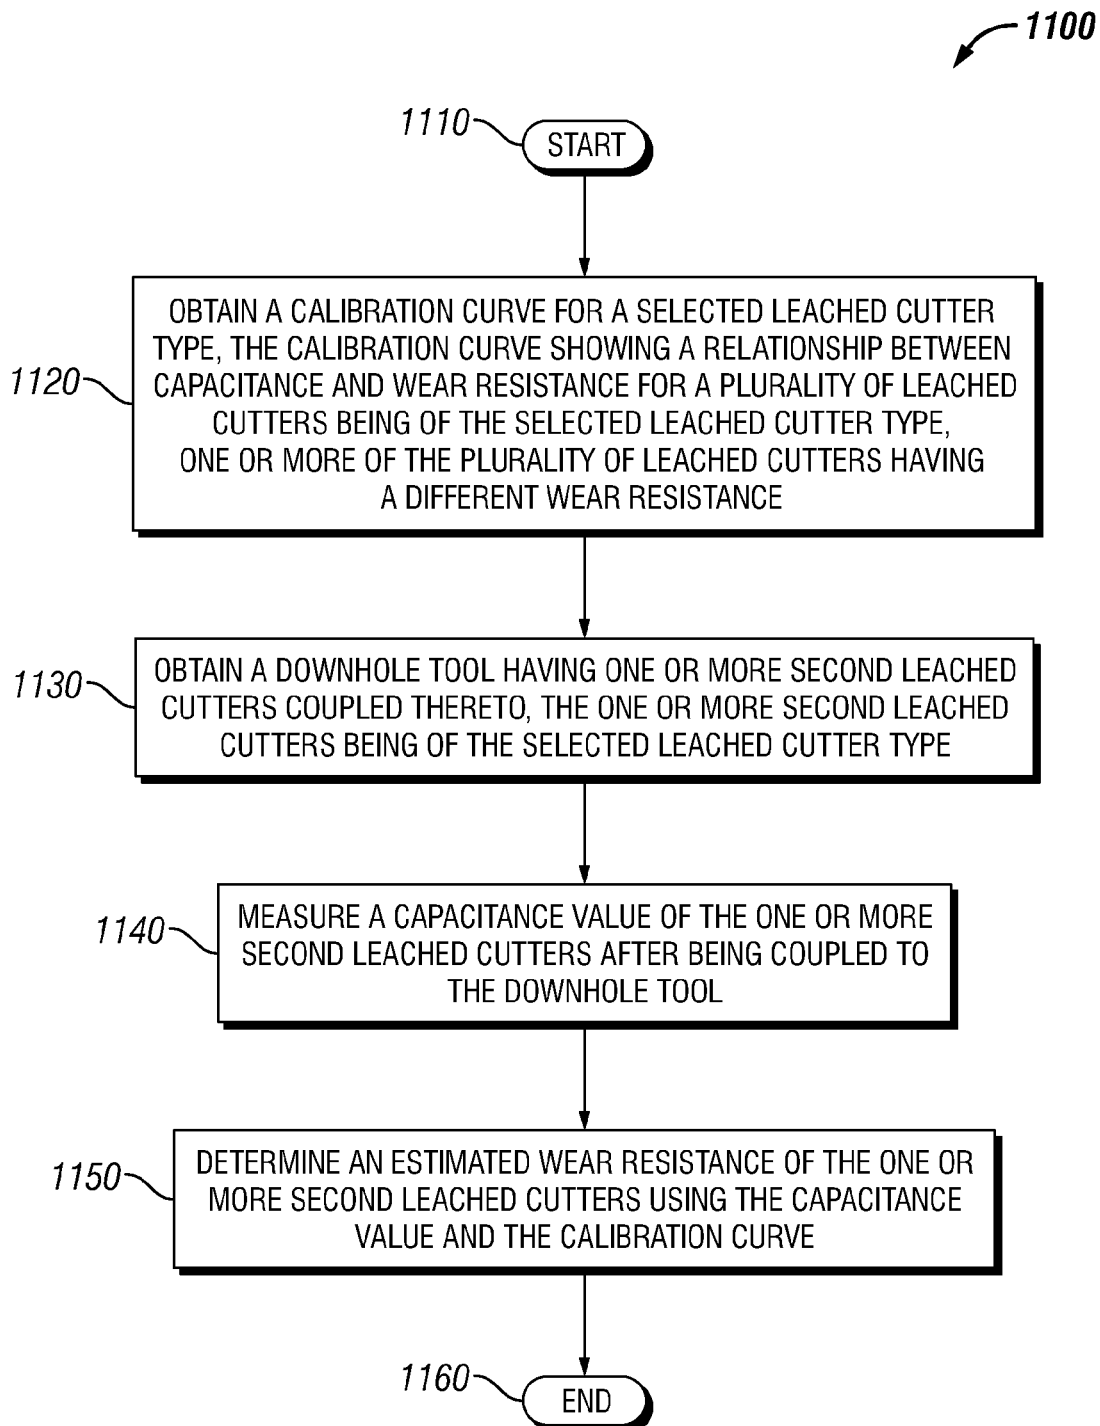 1100
1110
START
1120
OBTAIN A CALIBRATION CURVE FOR A SELECTED LEACHED CUTTER
TYPE, THE CALIBRATION CURVE SHOWING A RELATIONSHIP BETWEEN
CAPACITANCE AND WEAR RESISTANCE FOR A PLURALITY OF LEACHED
CUTTERS BEING OF THE SELECTED LEACHED CUTTER TYPE,
ONE OR MORE OF THE PLURALITY OF LEACHED CUTTERS HAVING
A DIFFERENT WEAR RESISTANCE
1130
OBTAIN A DOWNHOLE TOOL HAVING ONE OR MORE SECOND LEACHED
CUTTERS COUPLED THERETO, THE ONE OR MORE SECOND LEACHED
CUTTERS BEING OF THE SELECTED LEACHED CUTTER TYPE
1140
MEASURE A CAPACITANCE VALUE OF THE ONE OR MORE
SECOND LEACHED CUTTERS AFTER BEING COUPLED TO
THE DOWNHOLE TOOL
1150
DETERMINE AN ESTIMATED WEAR RESISTANCE OF THE ONE OR
MORE SECOND LEACHED CUTTERS USING THE CAPACITANCE
VALUE AND THE CALIBRATION CURVE
1160
END